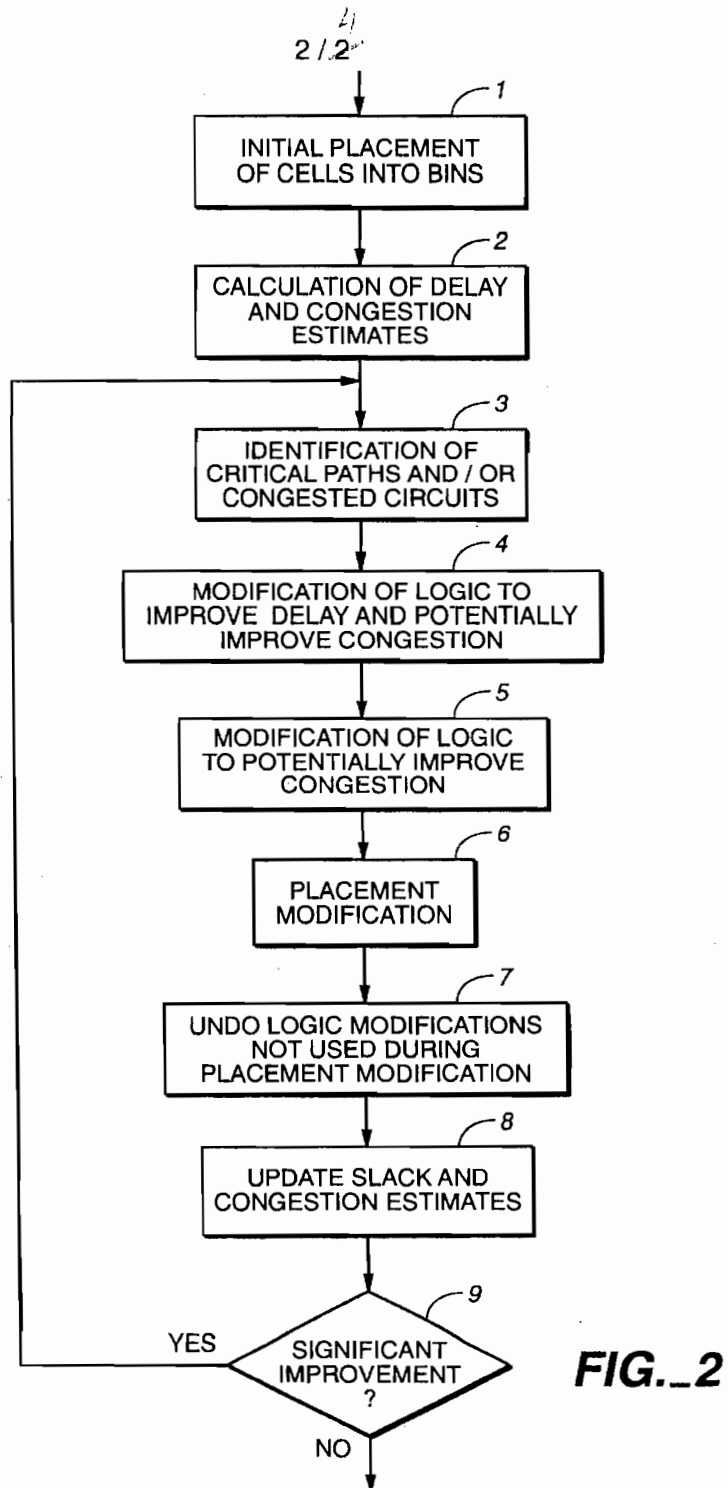 4
2 / 2
1
INITIAL PLACEMENT
OF CELLS INTO BINS
2
CALCULATION OF DELAY
AND CONGESTION
ESTIMATES
3
IDENTIFICATION OF
CRITICAL PATHS AND / OR
CONGESTED CIRCUITS
4
MODIFICATION OF LOGIC TO
IMPROVE DELAY AND POTENTIALLY
IMPROVE CONGESTION
5
MODIFICATION OF LOGIC
TO POTENTIALLY IMPROVE
CONGESTION
6
PLACEMENT
MODIFICATION
7
UNDO LOGIC MODIFICATIONS
NOT USED DURING
PLACEMENT MODIFICATION
8
UPDATE SLACK AND
CONGESTION ESTIMATES
9
YES
SIGNIFICANT
IMPROVEMENT
?
NO
FIG._2